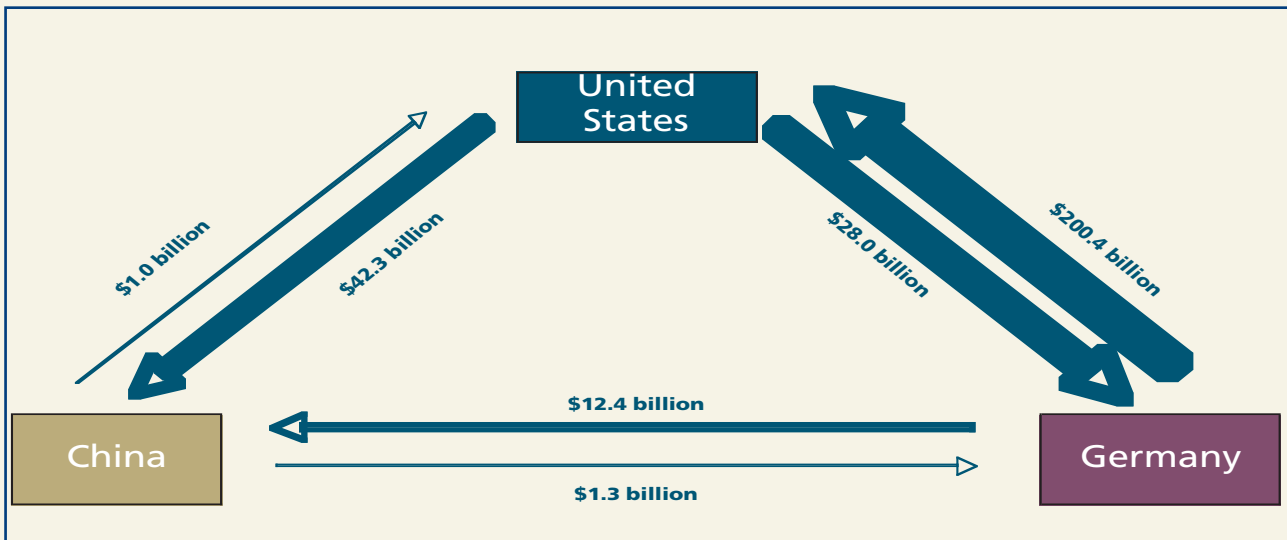 United
States
$1.0 billion
$42.3 billion
$28.0 billion
$200.4 billion
$12.4 billion
China
Germany
$1.3 billion